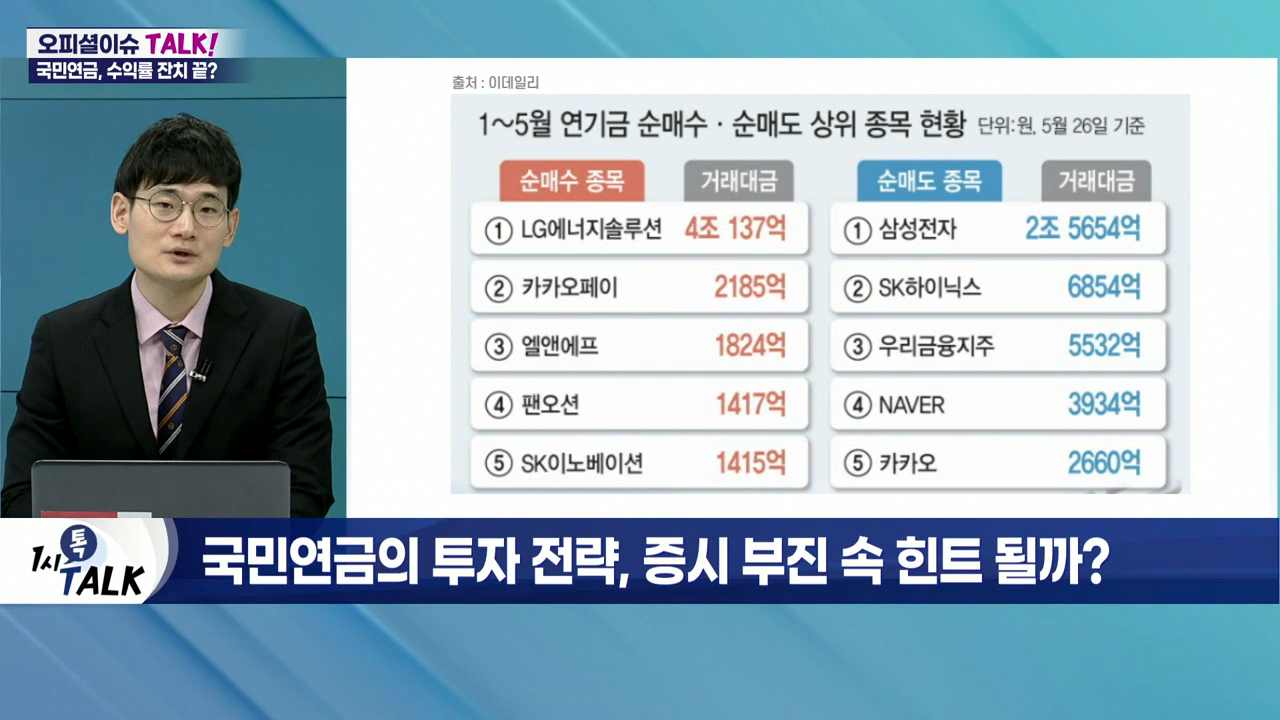 오피셜이슈 TALK!
국민연금, 수익률 잔치 끝?
출처 : 이데일리
1~5월 연기금 순매수 · 순매도 상위 종목 현황 단위:원, 5월 26일 기준
순매수 종목 거래대금 순매도 종목 거래대금
① LG에너지솔루션 4조 137억 ① 삼성전자 2조 5654억
② 카카오페이 2185억 ② SK하이닉스 6854억
③ 엘앤에프 1824억 ③ 우리금융지주 5532억
④ 팬오션 1417억 ④ NAVER 3934억
⑤ SK이노베이션 1415억 ⑤ 카카오 2660억
1시톡 TALK
국민연금의 투자 전략, 증시 부진 속 힌트 될까?